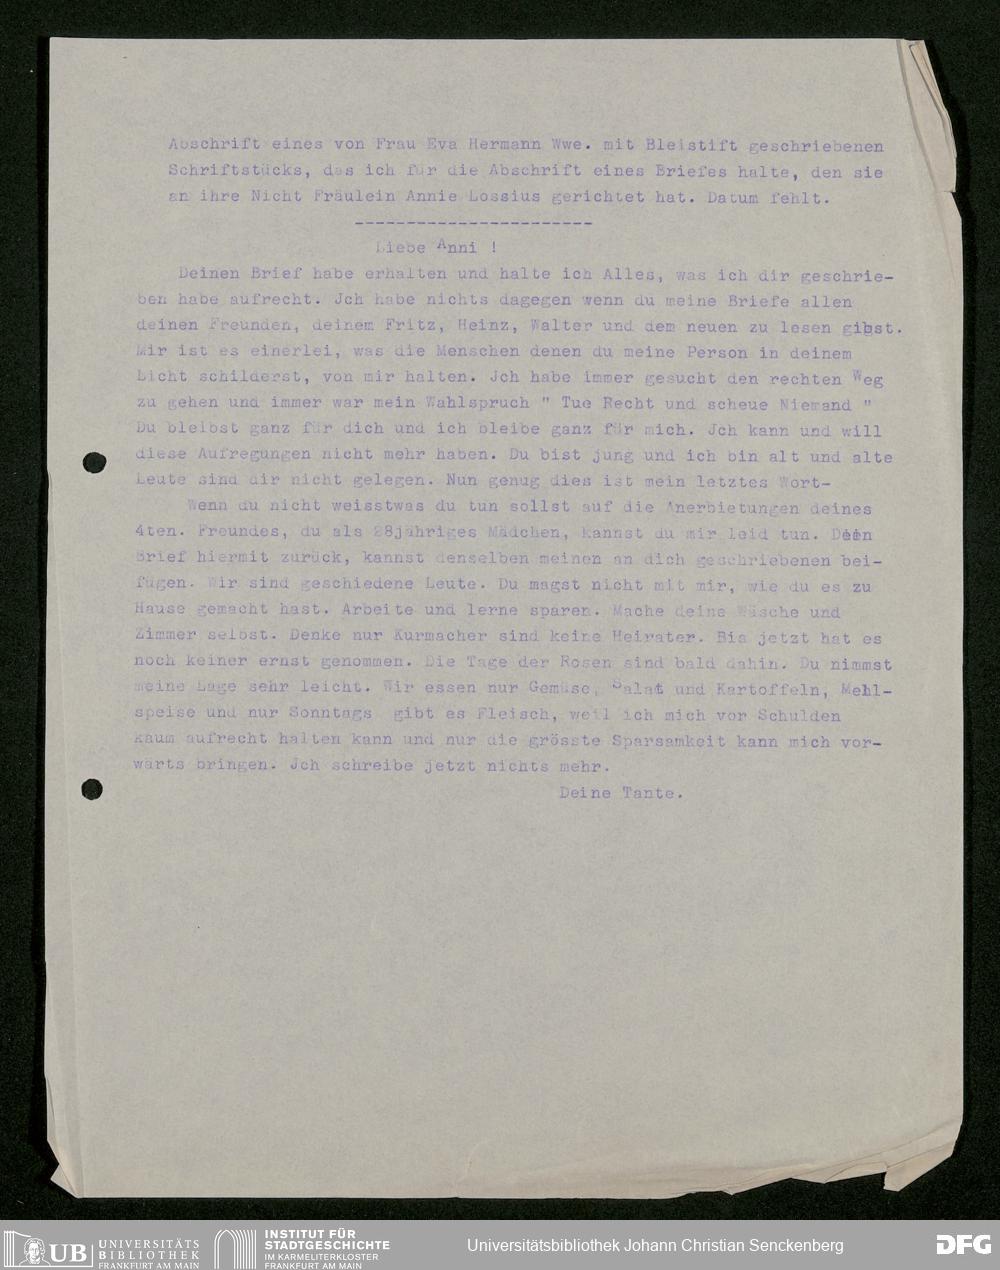 Abschrift eines von Frau Eva Hermann Wwe. mit Bleistift geschriebenen
Schriftstücks, das ich für die Abschrift eines Briefes halte, den sie
an ihre Nicht Fräulein Annie Lossius gerichtet hat. Datum fehlt.
-----------------------
Liebe Anni !
Deinen Brief habe erhalten und halte ich Alles, was ich dir geschrie-
ben habe aufrecht. Jch habe nichts dagegen wenn du meine Briefe allen
deinen Freunden, deinem Fritz, Heinz, Walter und dem neuen zu lesen gibst.
Mir ist es einerlei, was die Menschen denen du meine Person in deinem
Licht schilderst, von mir halten. Jch habe immer gesucht den rechten Weg
zu gehen und immer war mein Wahlspruch " Tue Recht und scheue Niemand "
Du bleibst ganz für dich und ich bleibe ganz für mich. Jch kann und will
diese Aufregungen nicht mehr haben. Du bist jung und ich bin alt und alte
Leute sind dir nicht gelegen. Nun genug dies ist mein letztes Wort-
Wenn du nicht weisstwas du tun sollst auf die Anerbietungen deines
4ten. Freundes, du als 28jähriges Mädchen, kannst du mir leid tun. Dein
Brief hiermit zurück, kannst denselben meinen an dich geschriebenen bei-
fügen. Wir sind geschiedene Leute. Du magst nicht mit mir, wie du es zu
Hause gemacht hast. Arbeite und lerne sparen. Mache deine Wäsche und
Zimmer selbst. Denke nur Kurmacher sind keine Heirater. Bis jetzt hat es
noch keiner ernst genommen. Die Tage der Rosen sind bald dahin. Du nimmst
meine Lage sehr leicht. Wir essen nur Gemüse, Salat und Kartoffeln, Mehl-
speise und nur Sonntags gibt es Fleisch, weil ich mich vor Schulden
kaum aufrecht halten kann und nur die grösste Sparsamkeit kann mich vor-
wärts bringen. Jch schreibe jetzt nichts mehr.
Deine Tante.
UB UNIVERSITÄTS
BIBLIOTHEK
FRANKFURT AM MAIN
INSTITUT FÜR
STADTGESCHICHTE
IM KARMELITERKLOSTER
FRANKFURT AM MAIN
Universitätsbibliothek Johann Christian Senckenberg
DFG